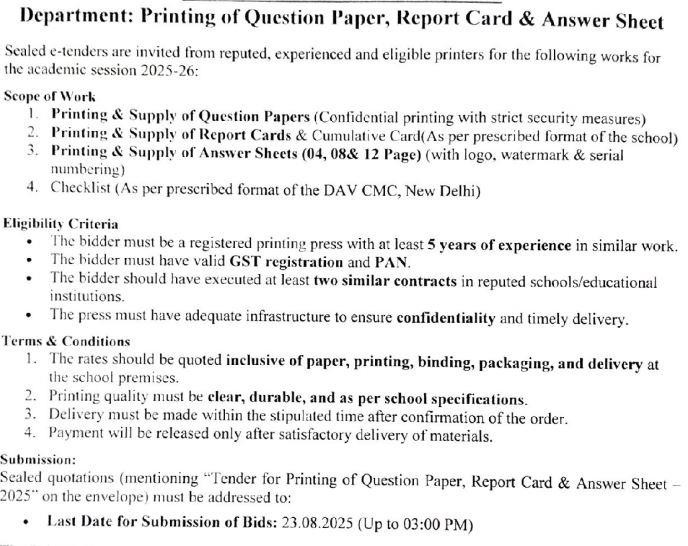 Department: Printing of Question Paper, Report Card & Answer Sheet
Sealed e-tenders are invited from reputed, experienced and eligible printers for the following works for
the academic session 2025-26:
Scope of Work
1. Printing & Supply of Question Papers (Confidential printing with strict security measures)
2. Printing & Supply of Report Cards & Cumulative Card(As per prescribed format of the school)
3. Printing & Supply of Answer Sheets (04, 08& 12 Page) (with logo, watermark & serial
numbering)
4. Checklist (As per prescribed format of the DAV CMC, New Delhi)
Eligibility Criteria
• The bidder must be a registered printing press with at least 5 years of experience in similar work.
• The bidder must have valid GST registration and PAN.
• The bidder should have executed at least two similar contracts in reputed schools/educational
institutions.
• The press must have adequate infrastructure to ensure confidentiality and timely delivery.
Terms & Conditions
1. The rates should be quoted inclusive of paper, printing, binding, packaging, and delivery at
the school premises.
2. Printing quality must be clear, durable, and as per school specifications.
3. Delivery must be made within the stipulated time after confirmation of the order.
4. Payment will be released only after satisfactory delivery of materials.
Submission:
Sealed quotations (mentioning “Tender for Printing of Question Paper, Report Card & Answer Sheet –
2025” on the envelope) must be addressed to:
• Last Date for Submission of Bids: 23.08.2025 (Up to 03:00 PM)